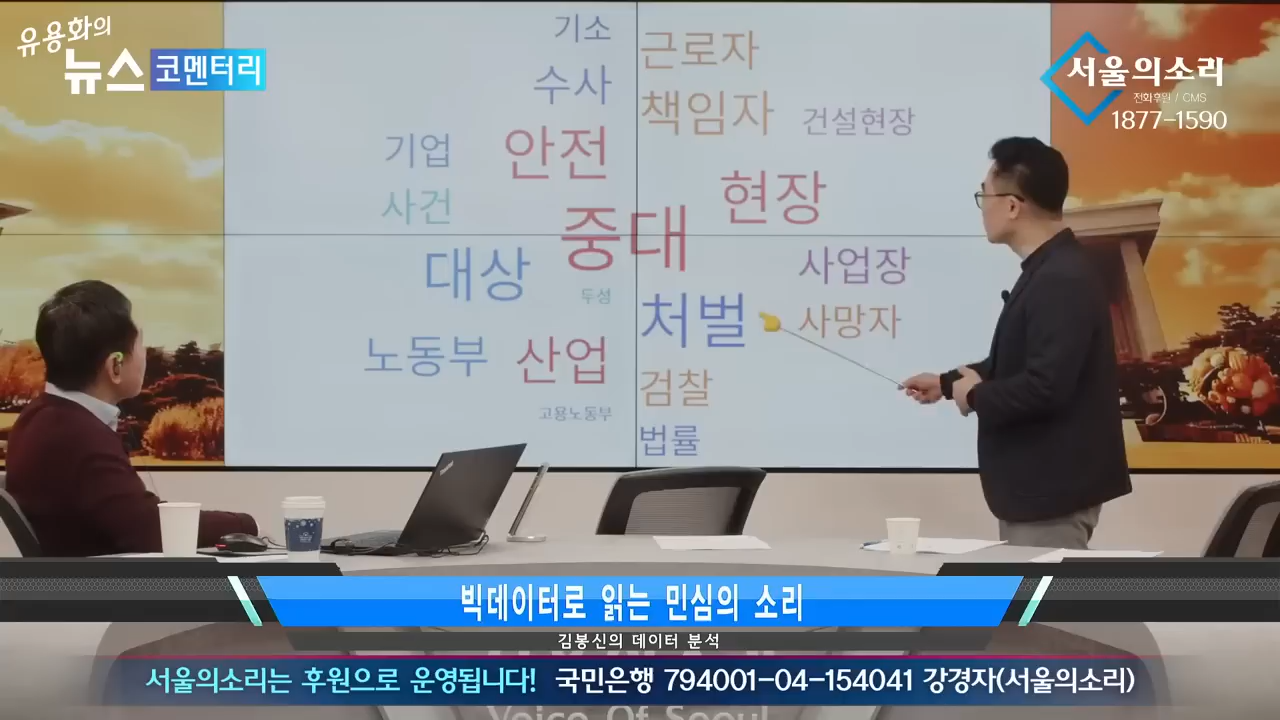 유용화의
뉴스 코멘터리
서울의소리
전화후원 / CMS
1877-1590
기소
근로자
수사
책임자
건설현장
기업
안전
현장
사건
중대
대상
사업장
두성
처벌
사망자
노동부
산업
검찰
고용노동부
법률
ThinkPad
빅데이터로 읽는 민심의 소리
김봉신의 데이터 분석
서울의소리는 후원으로 운영됩니다! 국민은행 794001-04-154041 강경자(서울의소리)
Voice Of Seoul